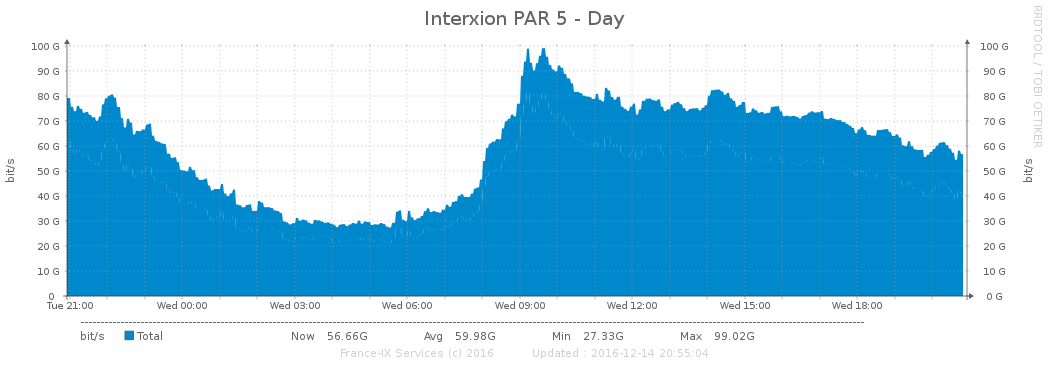 Interxion PAR 5 - Day
RRDTOOL / TOBI OETIKER
100 G 100 G
90 G 90 G
80 G 80 G
70 G 70 G
60 G 60 G
50 G 50 G
40 G 40 G
30 G 30 G
20 G 20 G
10 G 10 G
0 0 G
bit/s bit/s
Tue 21:00 Wed 00:00 Wed 03:00 Wed 06:00 Wed 09:00 Wed 12:00 Wed 15:00 Wed 18:00
bit/s Total Now 56.66G Avg 59.98G Min 27.33G Max 99.02G
France-IX Services (c) 2016 Updated : 2016-12-14 20:55:04